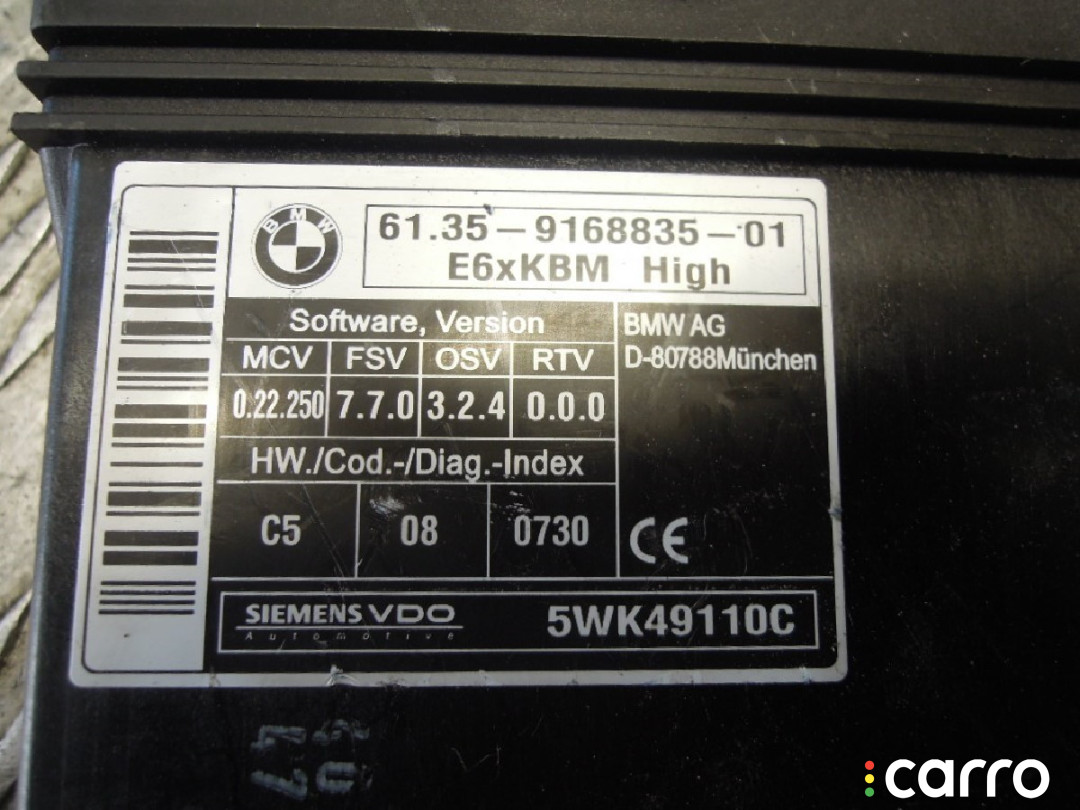 BMW
61.35-9168835-01
E6xKBM High
Software, Version
BMW AG
MCV FSV OSV RTV
D-80788München
0.22.250 7.7.0 3.2.4 0.0.0
HW./Cod.-/Diag.-Index
C5 08 0730
CE
SIEMENS VDO
Automotive
5WK49110C
carro